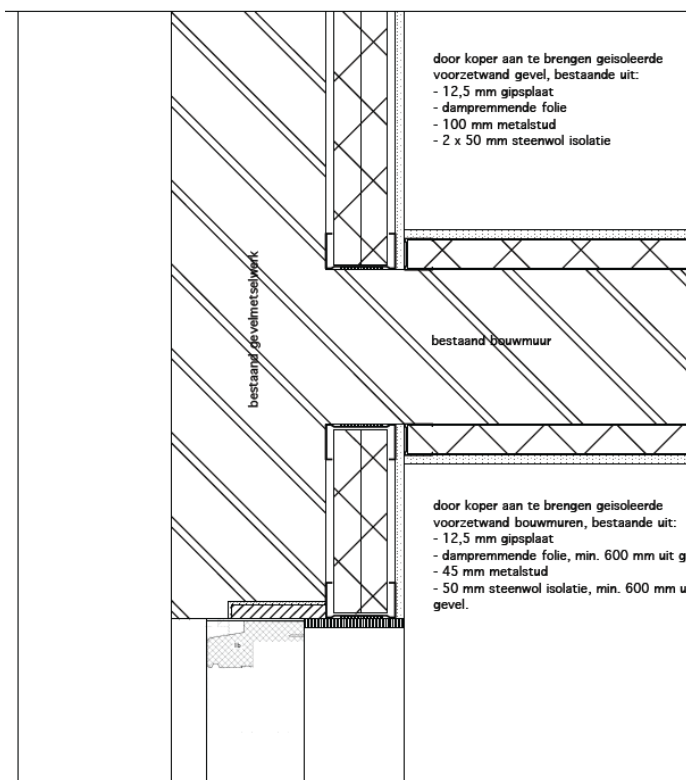 door koper aan te brengen geisoleerde
voorzetwand gevel, bestaande uit:
- 12,5 mm gipsplaat
- dampremmende folie
- 100 mm metalstud
- 2 x 50 mm steenwol isolatie
bestaand gevelmetselwerk
bestaand bouwmuur
door koper aan te brengen geisoleerde
voorzetwand bouwmuren, bestaande uit:
- 12,5 mm gipsplaat
- dampremmende folie, min. 600 mm uit g
- 45 mm metalstud
- 50 mm steenwol isolatie, min. 600 mm u
gevel.